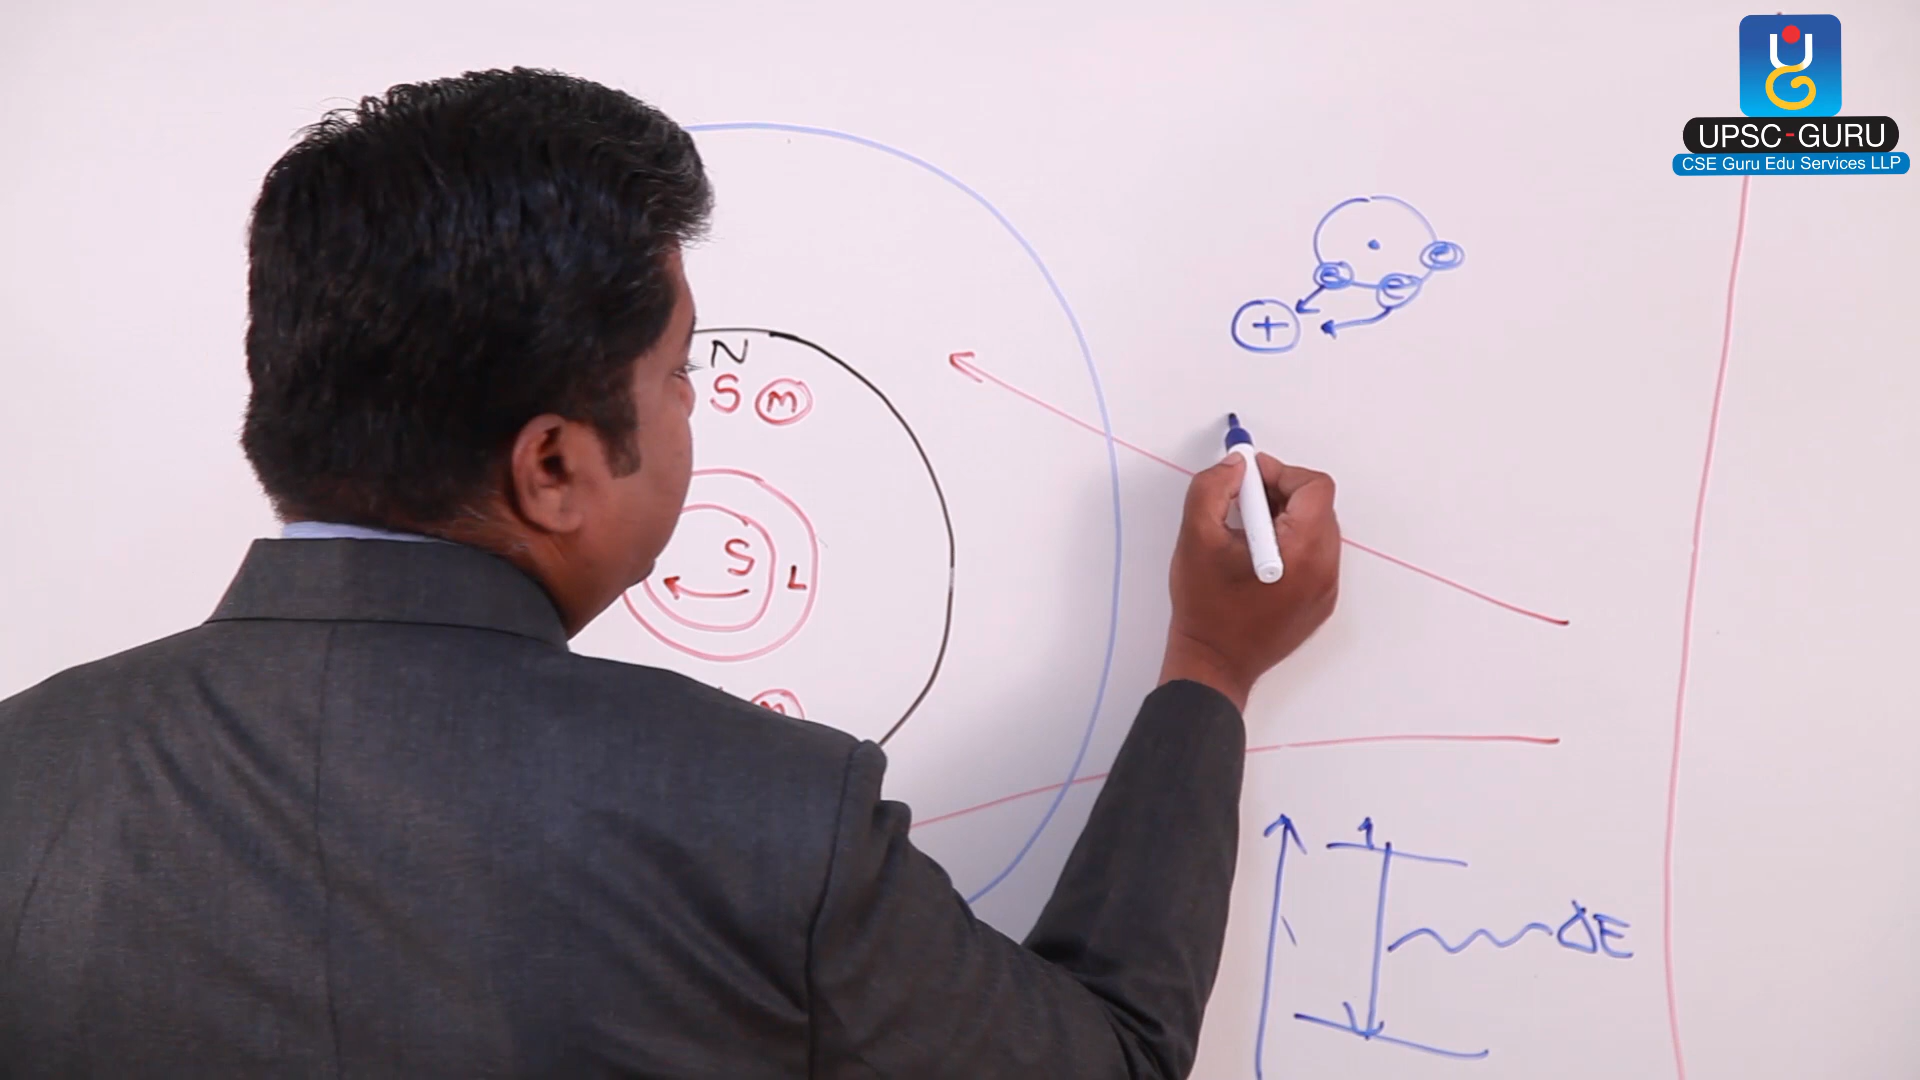 UPSC-GURU
CSE Guru Edu Services LLP
e
e
e
+
N
S m
S L
m
ΔE